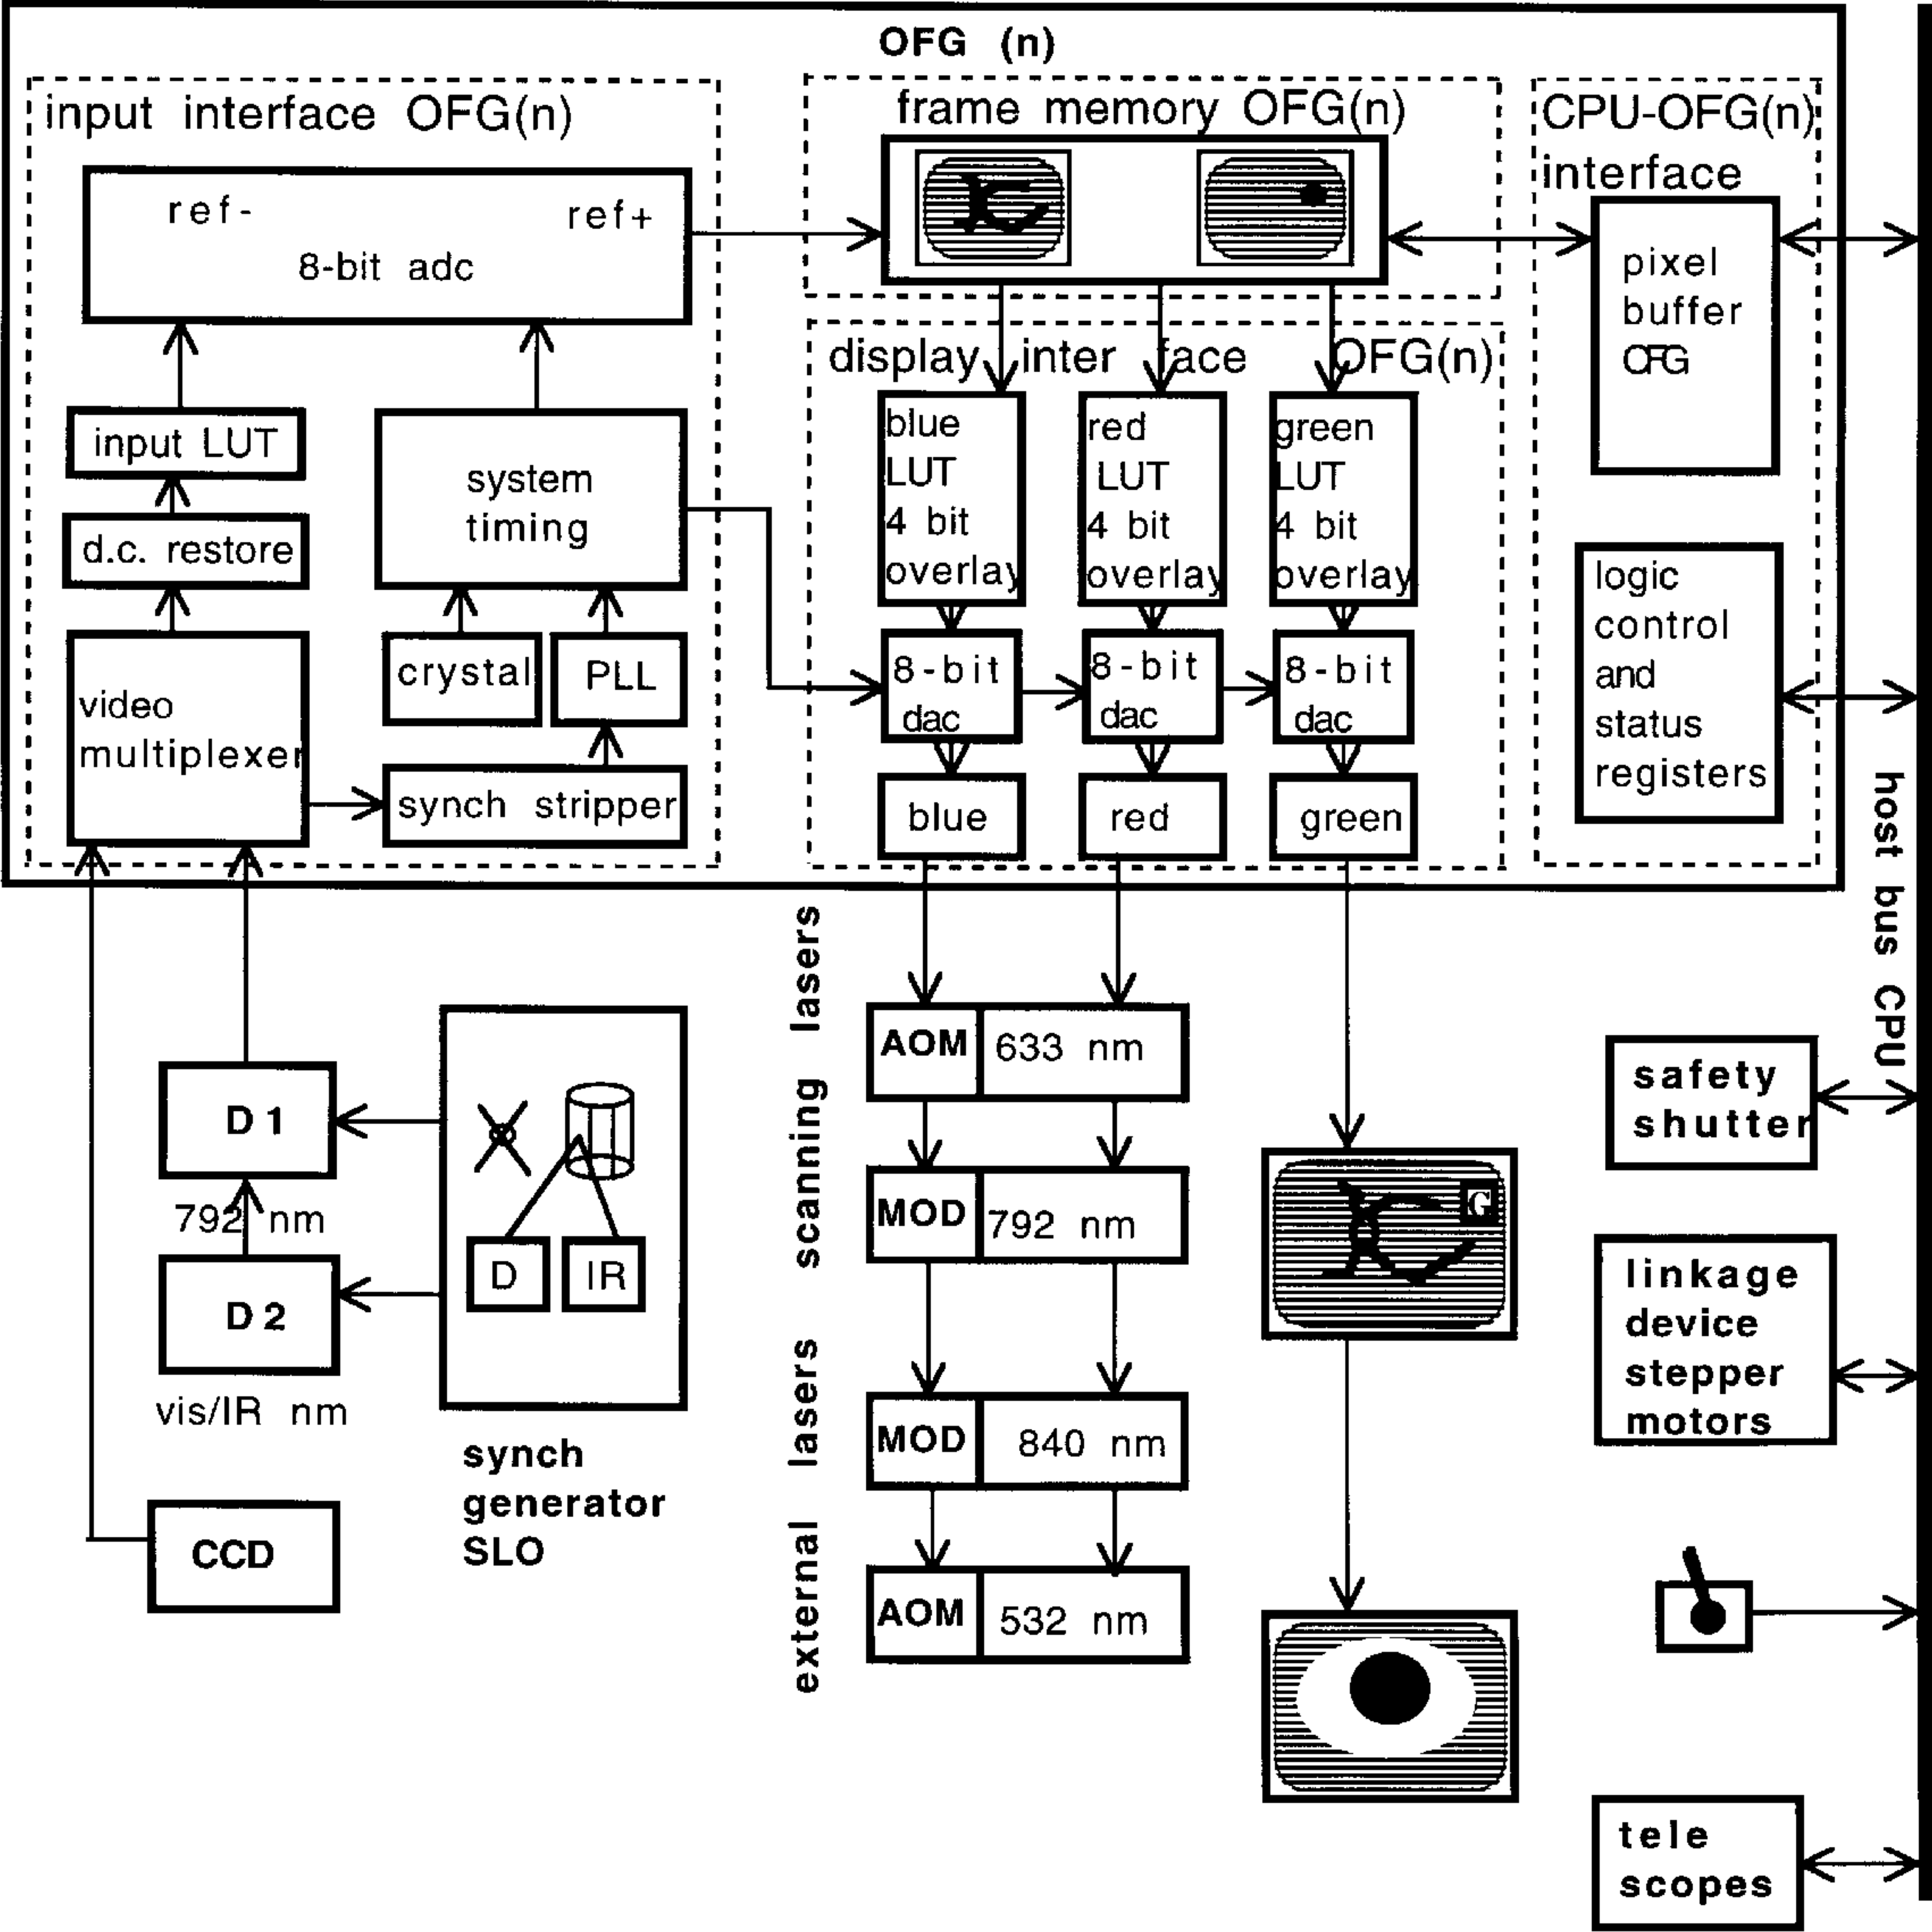 OFG (n)
input interface OFG(n)
ref-
ref+
8-bit adc
input LUT
d.c. restore
video
multiplexer
system
timing
crystal
PLL
synch stripper
frame memory OFG(n)
display inter face OFG(n)
blue
LUT
4 bit
overlay
red
LUT
4 bit
overlay
green
LUT
4 bit
overlay
8-bit
dac
8-bit
dac
8-bit
dac
blue
red
green
CPU-OFG(n)
interface
pixel
buffer
OFG
logic
control
and
status
registers
host bus CPU
D1
792 nm
D2
vis/IR nm
CCD
D
IR
synch
generator
SLO
scanning lasers
external lasers
AOM
633 nm
MOD
792 nm
MOD
840 nm
AOM
532 nm
G
safety
shutter
linkage
device
stepper
motors
tele
scopes